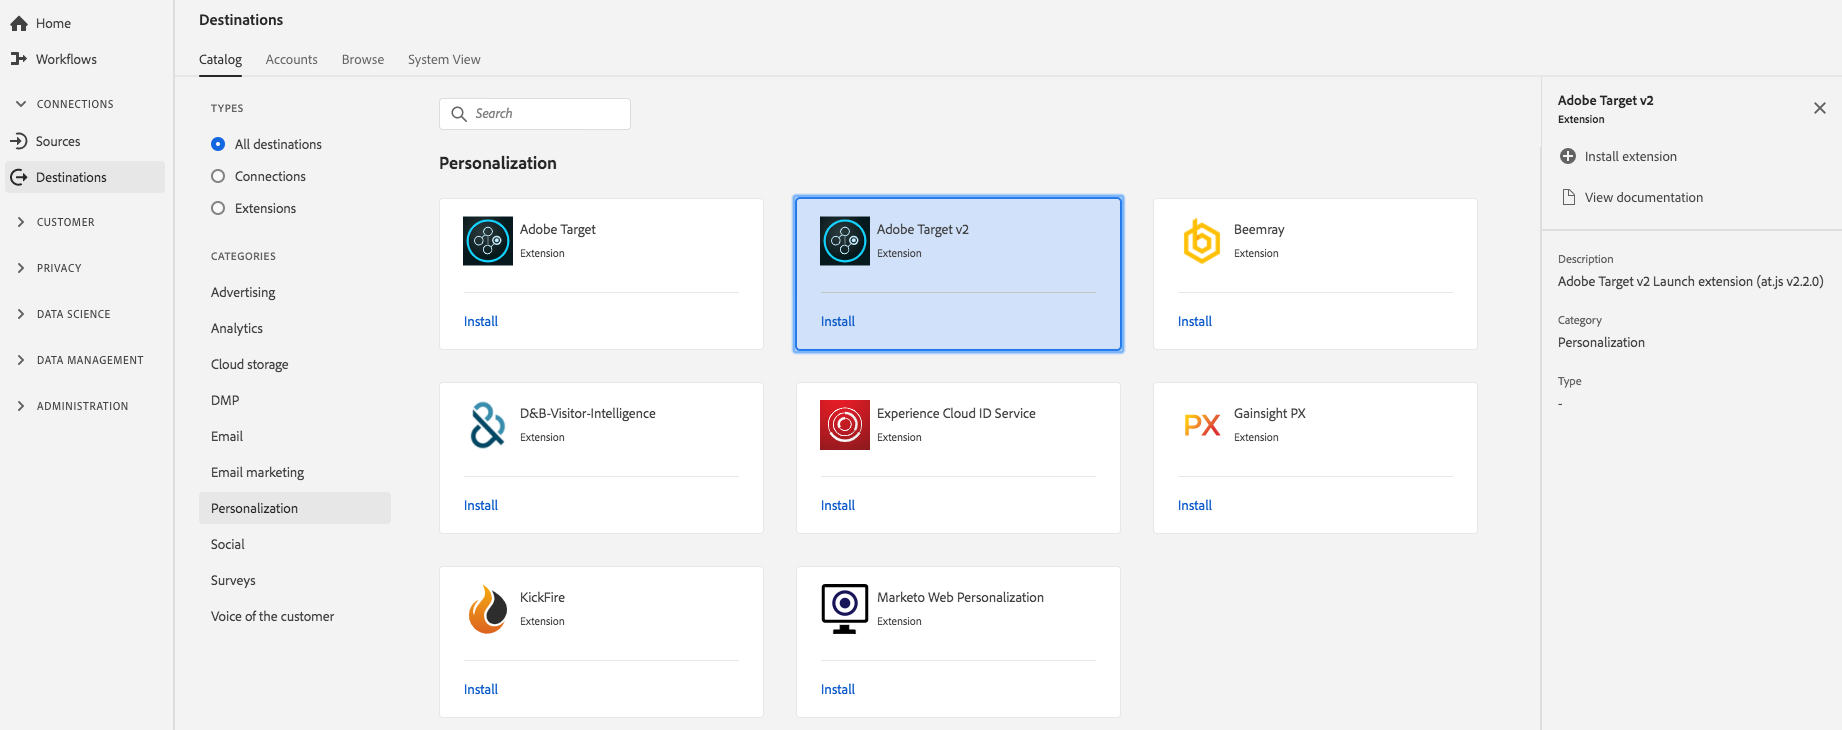 Home
Workflows
CONNECTIONS
Sources
Destinations
CUSTOMER
PRIVACY
DATA SCIENCE
DATA MANAGEMENT
ADMINISTRATION
Destinations
Catalog Accounts Browse System View
TYPES
All destinations
Connections
Extensions
CATEGORIES
Advertising
Analytics
Cloud storage
DMP
Email
Email marketing
Personalization
Social
Surveys
Voice of the customer
Search
Personalization
Adobe Target
Extension
Install
Adobe Target v2
Extension
Install
Beemray
Extension
Install
D&B-Visitor-Intelligence
Extension
Install
Experience Cloud ID Service
Extension
Install
PX
Gainsight PX
Extension
Install
KickFire
Extension
Install
Marketo Web Personalization
Extension
Install
Adobe Target v2
Extension
Install extension
View documentation
Description
Adobe Target v2 Launch extension (at.js v2.2.0)
Category
Personalization
Type
-